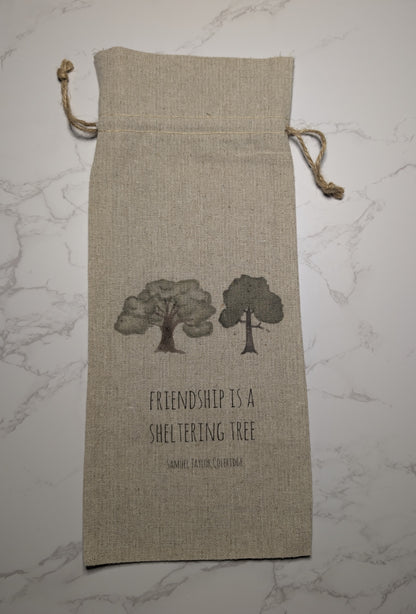 FRIENDSHIP IS A
SHELTERING TREE
SAMUEL TAYLOR COLERIDGE